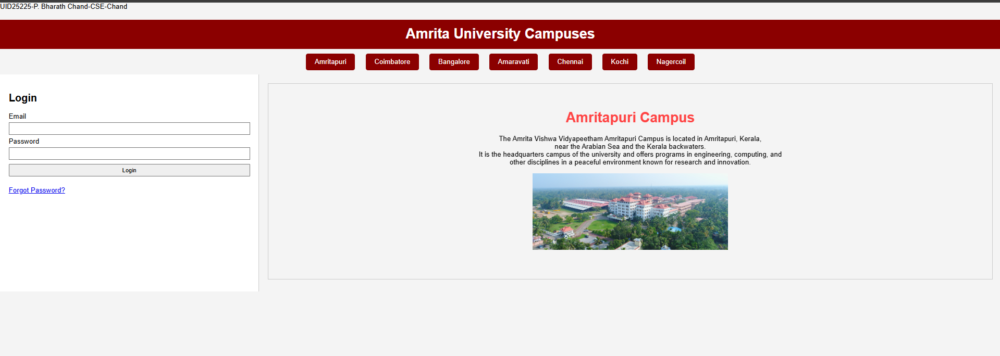 UID25225-P. Bharath Chand-CSE-Chand
Amrita University Campuses
Amritapuri Coimbatore Bangalore Amaravati Chennai Kochi Nagercoil
Login
Email
Password
Login
Forgot Password?
Amritapuri Campus
The Amrita Vishwa Vidyapeetham Amritapuri Campus is located in Amritapuri, Kerala,
near the Arabian Sea and the Kerala backwaters.
It is the headquarters campus of the university and offers programs in engineering, computing, and
other disciplines in a peaceful environment known for research and innovation.